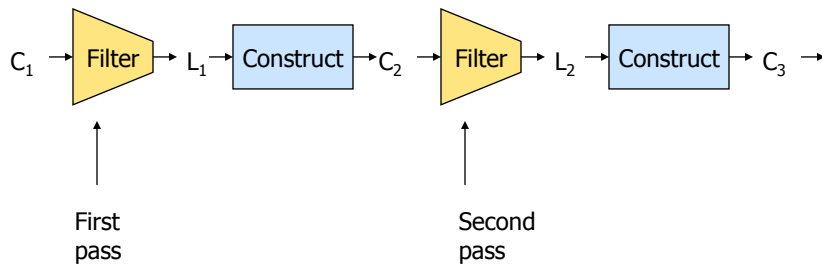 C₁ Filter L₁ Construct C₂ Filter L₂ Construct C₃
First
pass
Second
pass